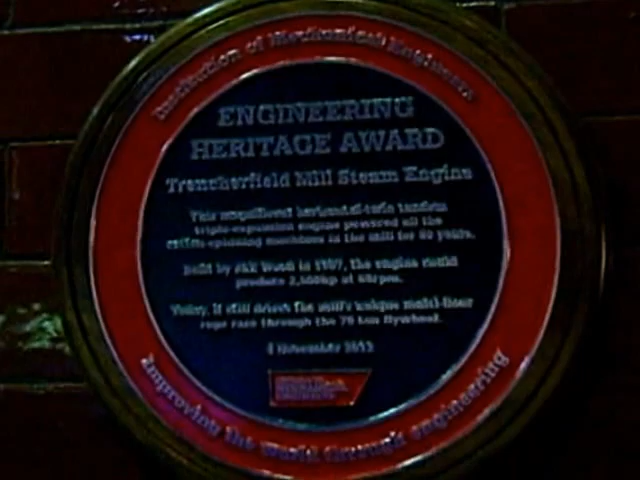 Institution of Mechanical Engineers
ENGINEERING
HERITAGE AWARD
Trencherfield Mill Steam Engine
This magnificent horizontal twin tandem
triple-expansion engine powered all the
cotton-spinning machines in the mill for 60 years.
Built by J&E Wood in 1907, the engine could
produce 2,500hp at 68rpm.
Today, it still drives the mill's unique multi-floor
rope race through the 70 ton flywheel.
November
Improving the world through engineering